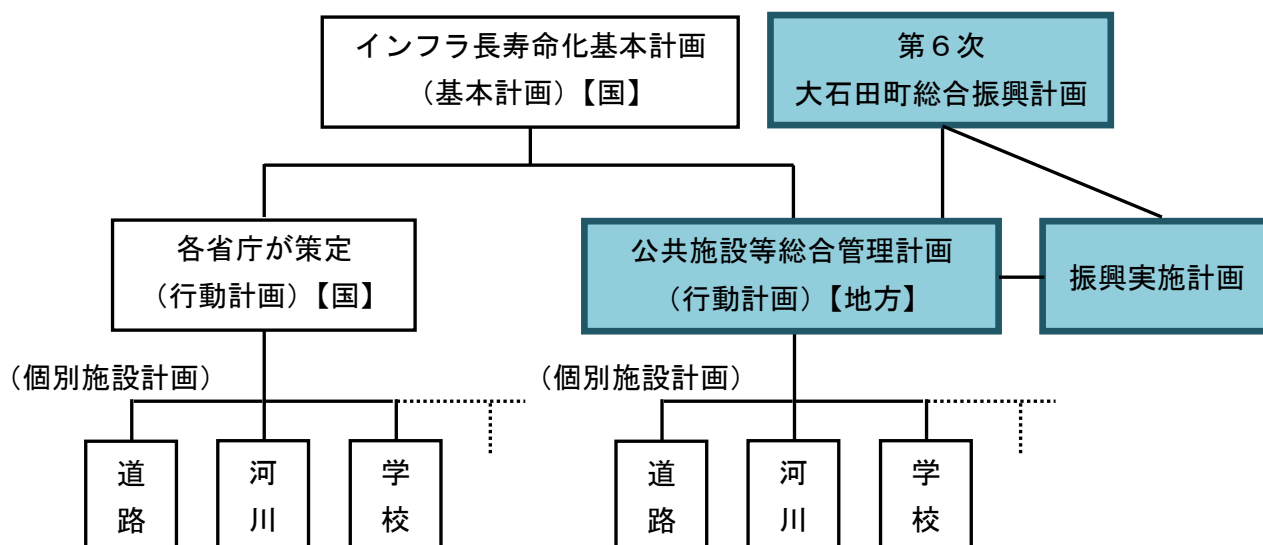 インフラ長寿命化基本計画
（基本計画）【国】
第６次
大石田町総合振興計画
各省庁が策定
（行動計画）【国】
公共施設等総合管理計画
（行動計画）【地方】
振興実施計画
（個別施設計画）
（個別施設計画）
道路
河川
学校
道路
河川
学校